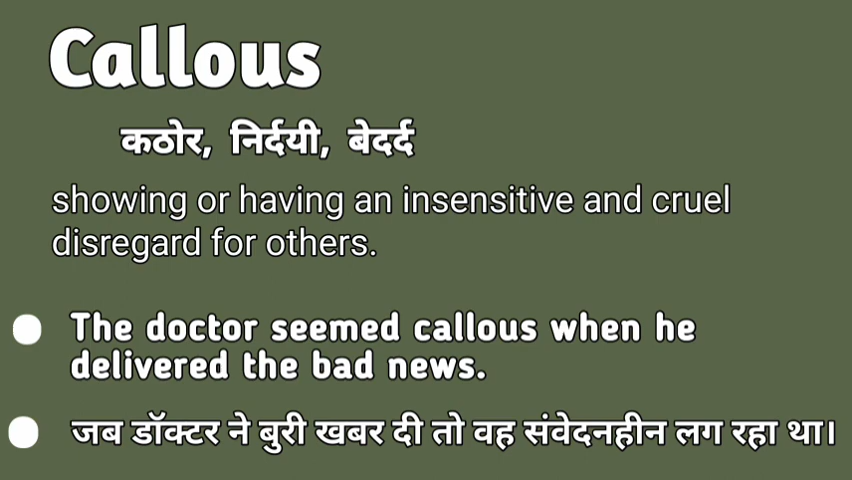 Callous
कठोर, निर्दयी, बेदर्द
showing or having an insensitive and cruel
disregard for others.
The doctor seemed callous when he
delivered the bad news.
जब डॉक्टर ने बुरी खबर दी तो वह संवेदनहीन लग रहा था।